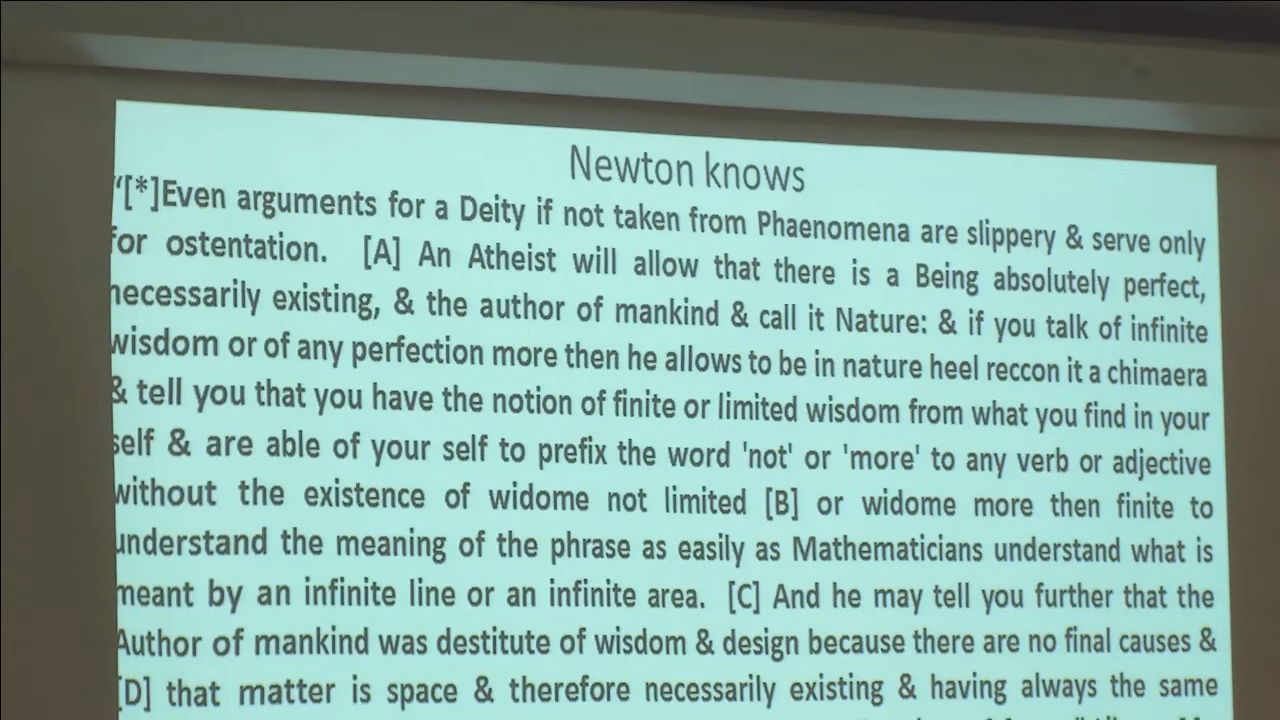 Newton knows
"[*]Even arguments for a Deity if not taken from Phaenomena are slippery & serve only
for ostentation. [A] An Atheist will allow that there is a Being absolutely perfect,
necessarily existing, & the author of mankind & call it Nature: & if you talk of infinite
wisdom or of any perfection more then he allows to be in nature heel reccon it a chimaera
& tell you that you have the notion of finite or limited wisdom from what you find in your
self & are able of your self to prefix the word 'not' or 'more' to any verb or adjective
without the existence of widome not limited [B] or widome more then finite to
understand the meaning of the phrase as easily as Mathematicians understand what is
meant by an infinite line or an infinite area. [C] And he may tell you further that the
Author of mankind was destitute of wisdom & design because there are no final causes &
[D] that matter is space & therefore necessarily existing & having always the same